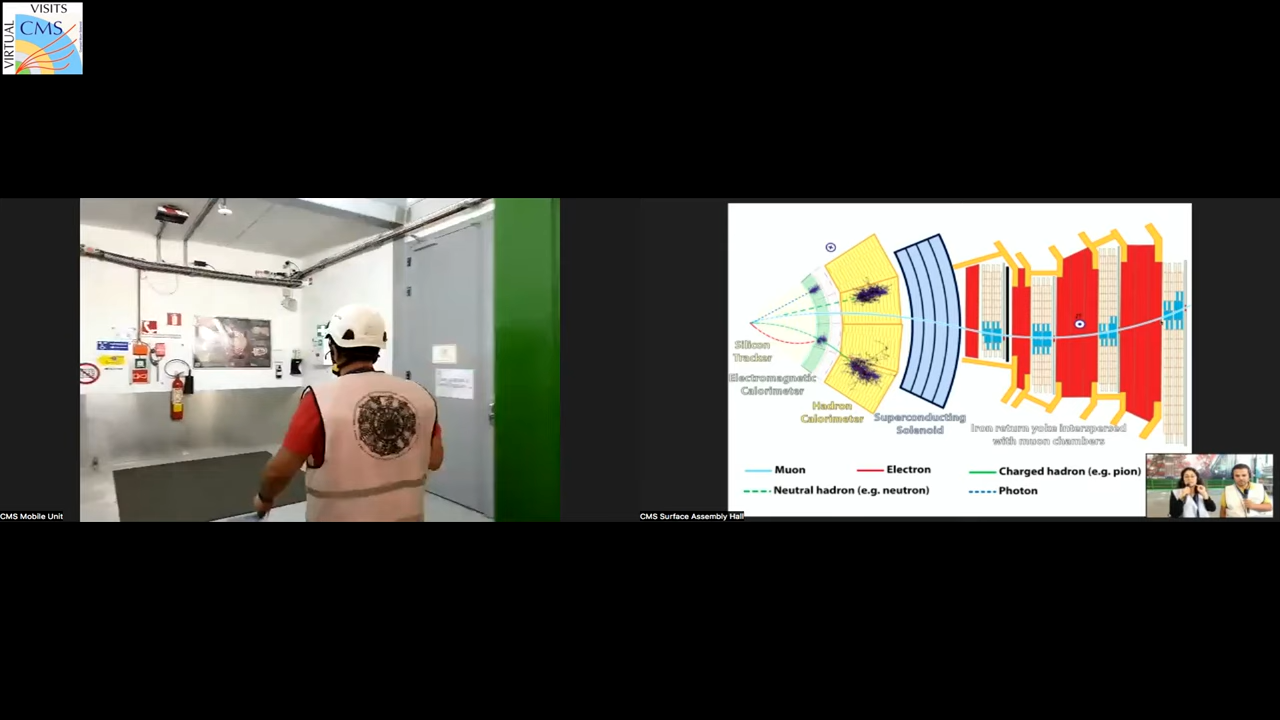 VISITS
CMS
VIRTUAL
Silicon
Tracker
Electromagnetic
Calorimeter
Hadron
Calorimeter
Superconducting
Solenoid
Iron return yoke interspersed
with muon chambers
Muon
Electron
Charged hadron (e.g. pion)
Neutral hadron (e.g. neutron)
Photon
CMS Mobile Unit
CMS Surface Assembly Hall